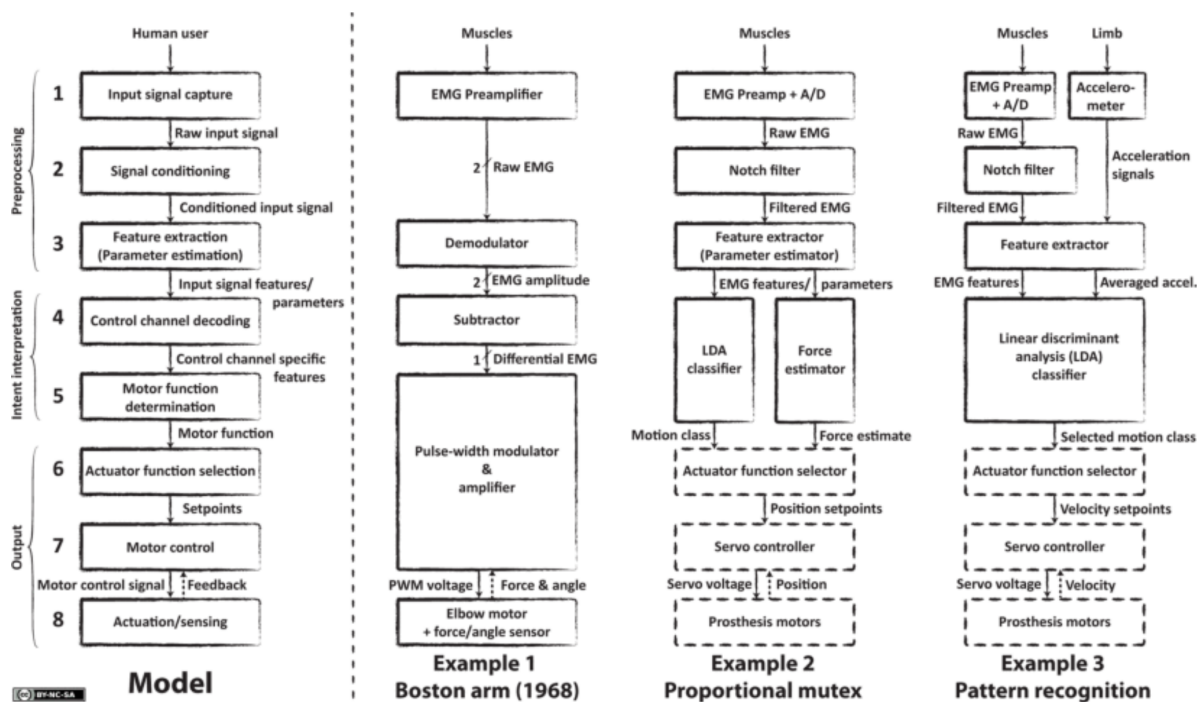 Human user
Preprocessing
1
Input signal capture
Raw input signal
2
Signal conditioning
Conditioned input signal
3
Feature extraction
(Parameter estimation)
Input signal features/
parameters
Intent interpretation
4
Control channel decoding
Control channel specific
features
5
Motor function
determination
Motor function
Output
6
Actuator function selection
Setpoints
7
Motor control
Motor control signal
Feedback
8
Actuation/sensing
Model
CC BY-NC-SA
Muscles
EMG Preamplifier
2 Raw EMG
Demodulator
2 EMG amplitude
Subtractor
1 Differential EMG
Pulse-width modulator
&
amplifier
PWM voltage
Force & angle
Elbow motor
+ force/angle sensor
Example 1
Boston arm (1968)
Muscles
EMG Preamp + A/D
Raw EMG
Notch filter
Filtered EMG
Feature extractor
(Parameter estimator)
EMG features/ parameters
LDA
classifier
Force
estimator
Motion class
Force estimate
Actuator function selector
Position setpoints
Servo controller
Servo voltage
Position
Prosthesis motors
Example 2
Proportional mutex
Muscles
Limb
EMG Preamp
+ A/D
Accelero-
meter
Raw EMG
Acceleration
signals
Notch filter
Filtered EMG
Feature extractor
EMG features
Averaged accel.
Linear discriminant
analysis (LDA)
classifier
Selected motion class
Actuator function selector
Velocity setpoints
Servo controller
Servo voltage
Velocity
Prosthesis motors
Example 3
Pattern recognition